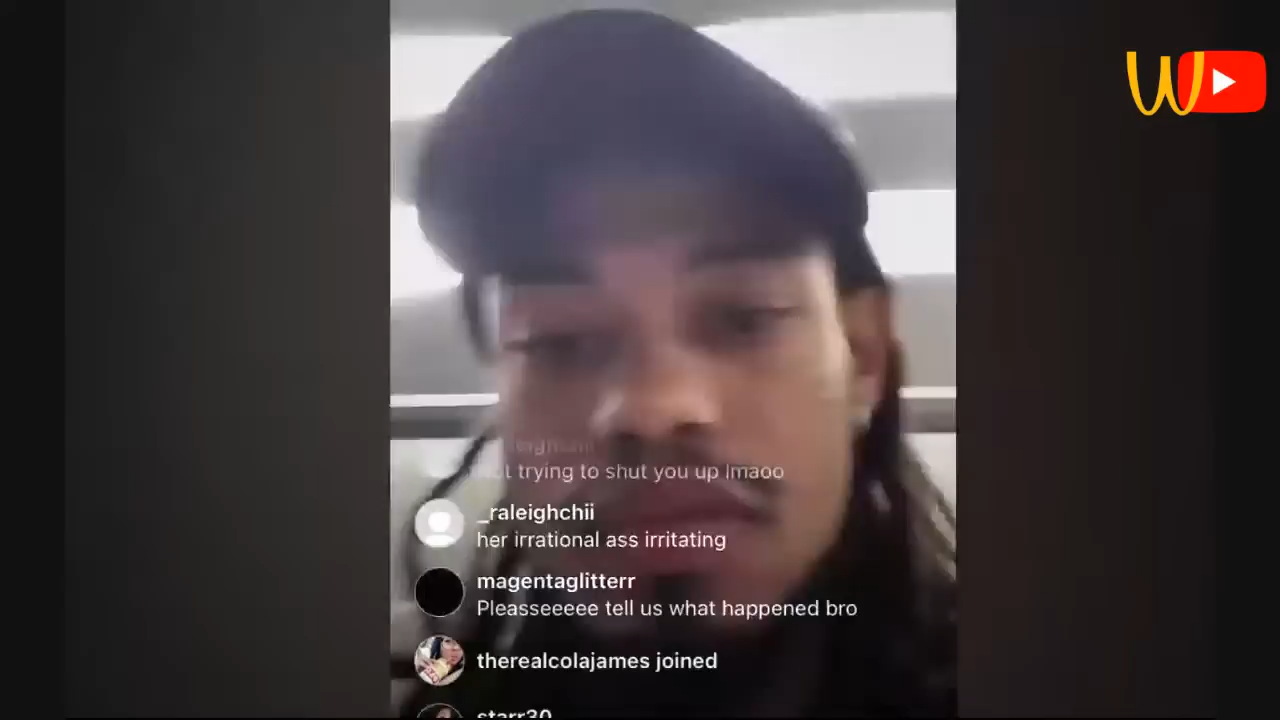 trying to shut you up lmaoo
_raleighchii
her irrational ass irritating
magentaglitterr
Pleasseeeee tell us what happened bro
therealcolajames joined
starr30